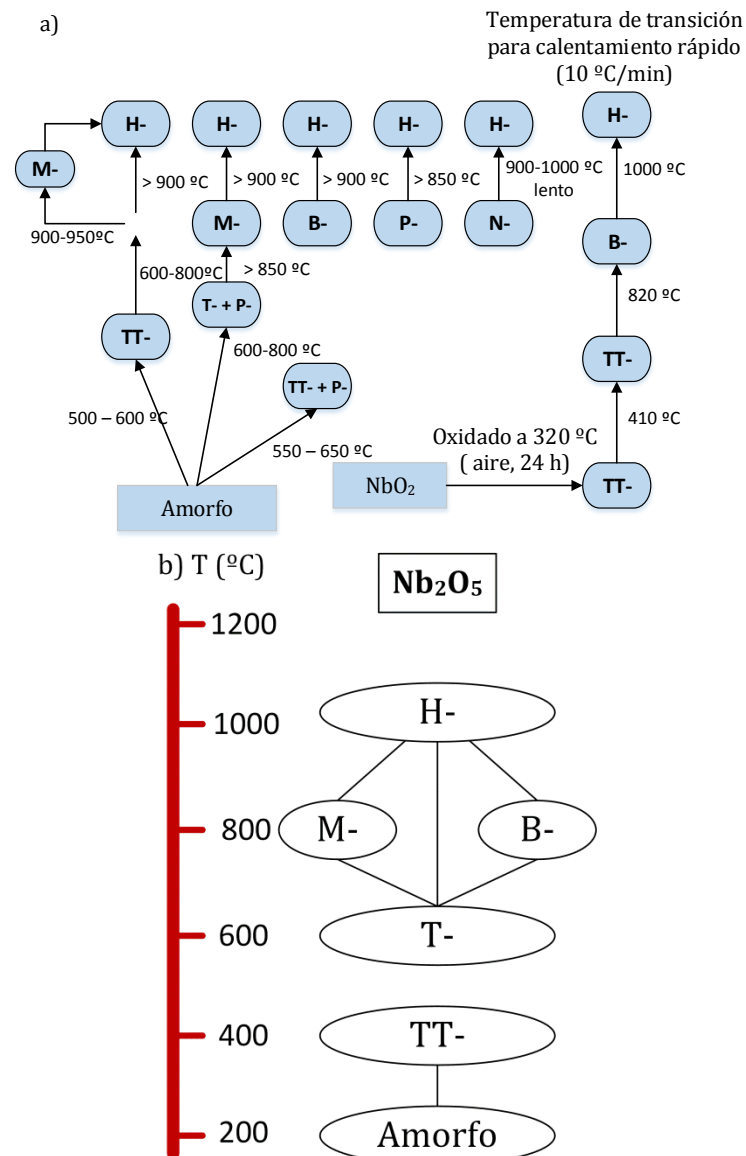 a)
Temperatura de transición
para calentamiento rápido
(10 ºC/min)
H-
H-
H-
H-
H-
H-
M-
> 900 ºC
> 900 ºC
> 900 ºC
> 850 ºC
900-1000 ºC
lento
1000 ºC
M-
B-
P-
N-
B-
900-950ºC
600-800ºC
> 850 ºC
820 ºC
T- + P-
TT-
600-800 ºC
TT-
TT- + P-
500 – 600 ºC
410 ºC
550 – 650 ºC
Oxidado a 320 ºC
( aire, 24 h)
Amorfo
NbO₂
TT-
b) T (ºC)
Nb₂O₅
1200
1000
H-
800
M-
B-
600
T-
400
TT-
200
Amorfo